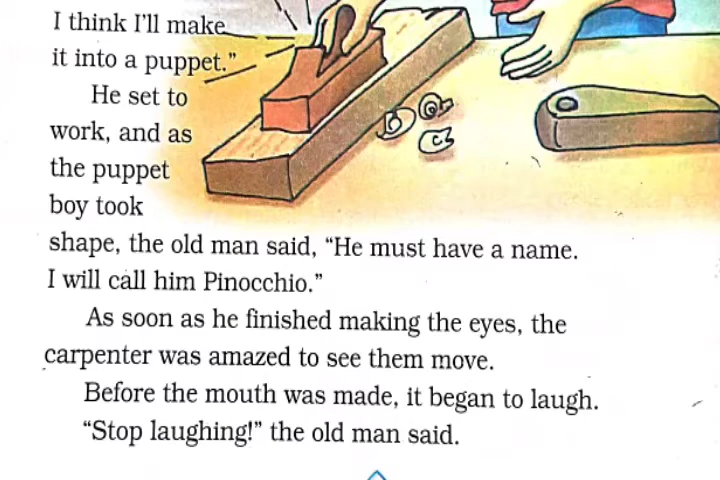 I think I'll make
it into a puppet.”
He set to
work, and as
the puppet
boy took
shape, the old man said, “He must have a name.
I will call him Pinocchio.”
As soon as he finished making the eyes, the
carpenter was amazed to see them move.
Before the mouth was made, it began to laugh.
“Stop laughing!” the old man said.